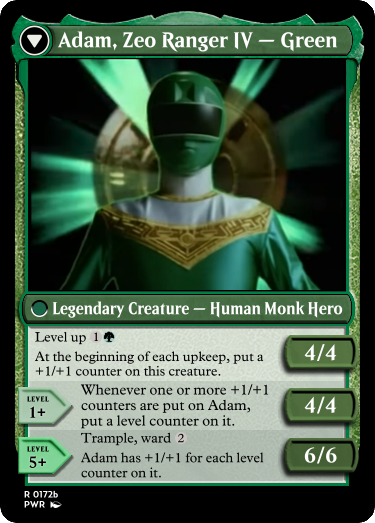 Adam, Zeo Ranger IV — Green
Legendary Creature — Human Monk Hero
Level up 1
At the beginning of each upkeep, put a
+1/+1 counter on this creature.
4/4
LEVEL
1+
Whenever one or more +1/+1
counters are put on Adam,
put a level counter on it.
4/4
LEVEL
5+
Trample, ward 2
Adam has +1/+1 for each level
counter on it.
6/6
R 0172b
PWR